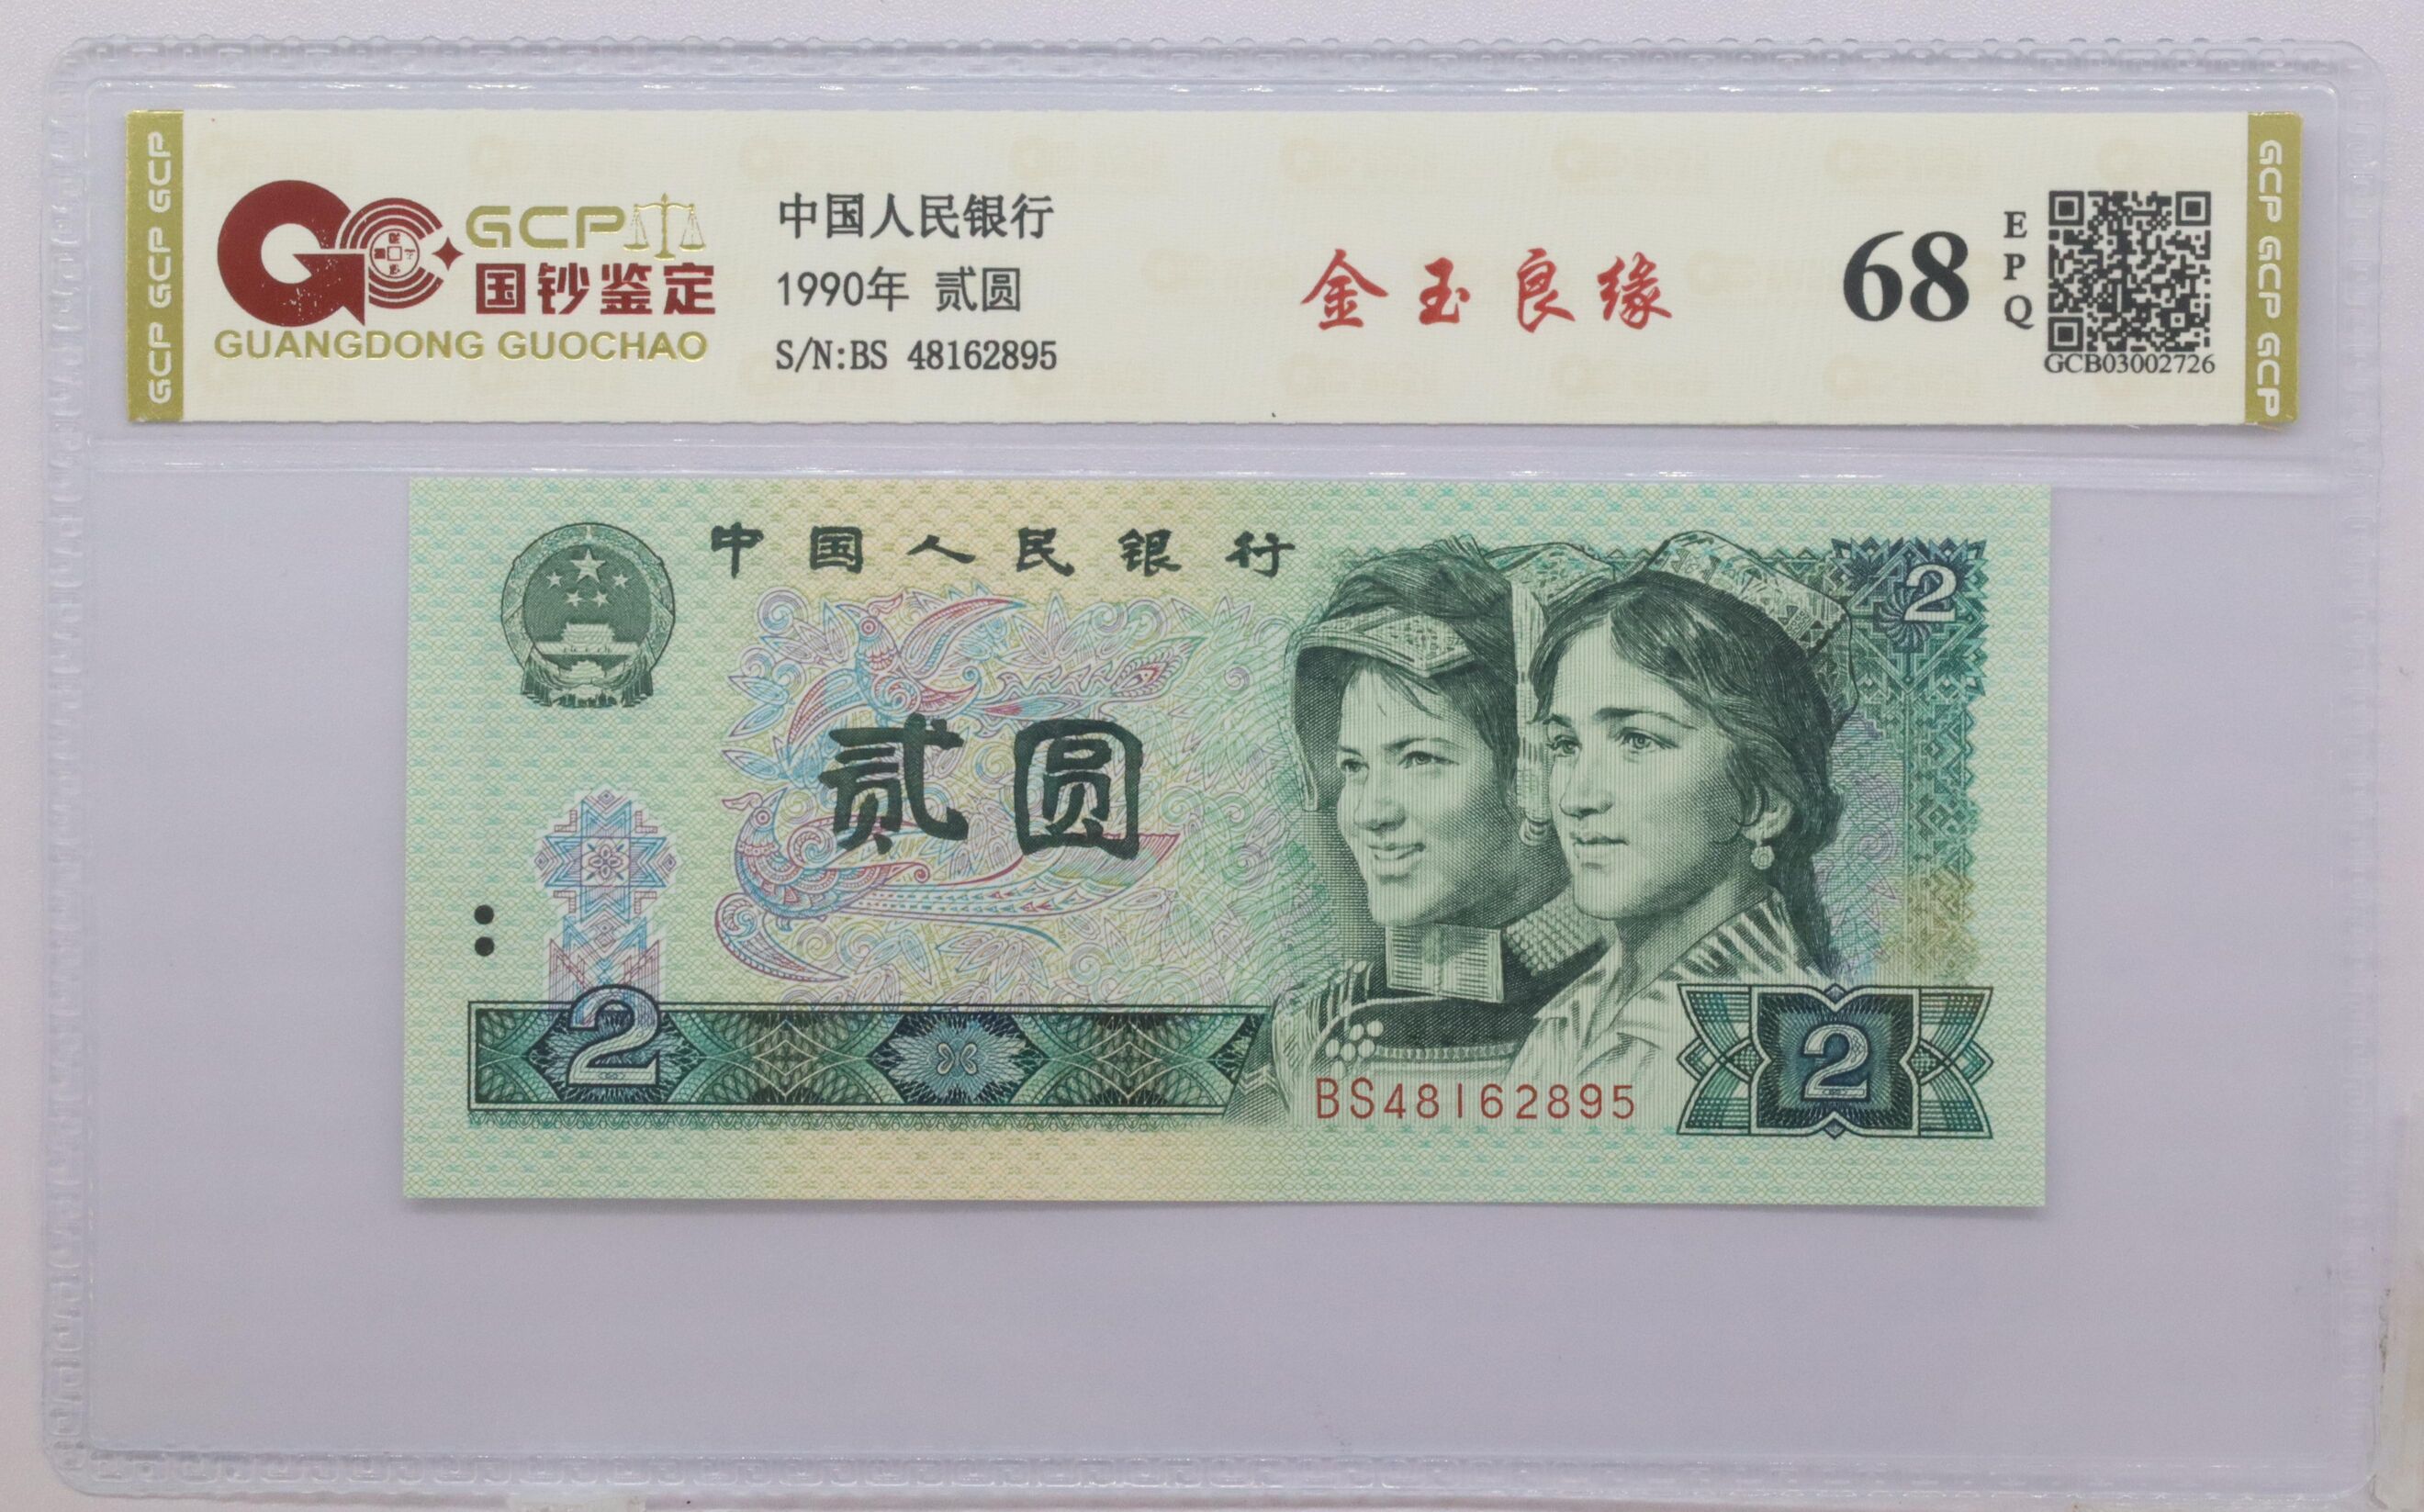 GCP GCP GCP
GCP
国钞鉴定
GUANGDONG GUOCHAO
中国人民银行
1990年 贰圆
S/N:BS 48162895
金玉良缘
68
EPQ
GCB03002726
GCP GCP GCP
中国人民银行
2
贰圆
2
BS48162895
2